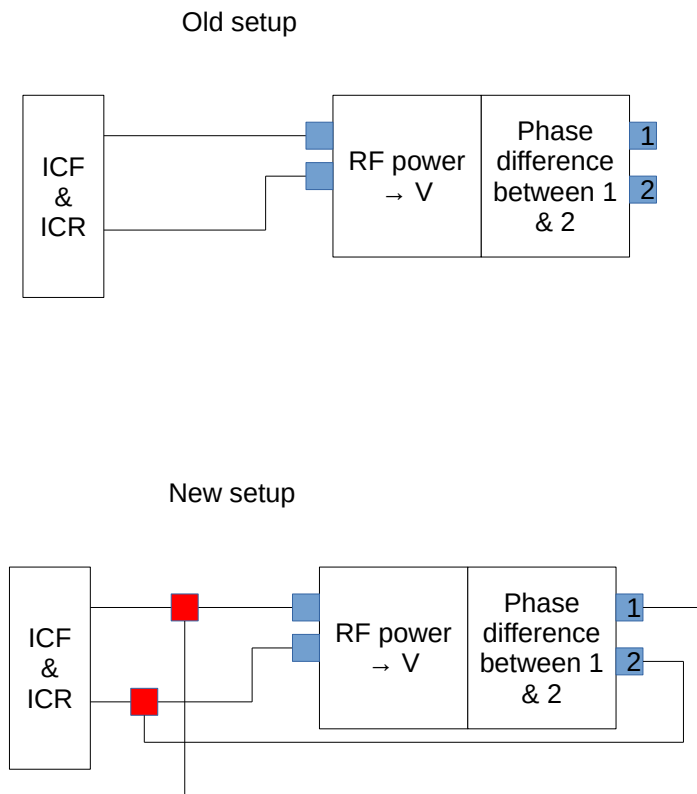 Old setup
ICF
&
ICR
RF power
→ V
Phase
difference
between 1
& 2
1
2
New setup
ICF
&
ICR
RF power
→ V
Phase
difference
between 1
& 2
1
2